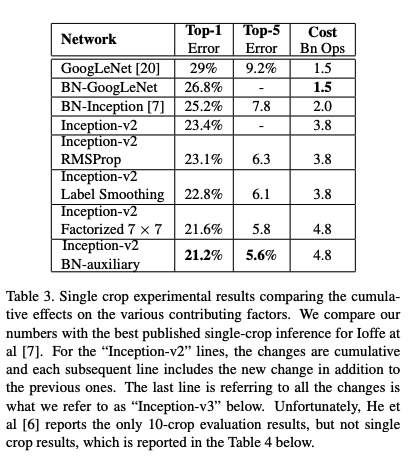 Network Top-1 Error Top-5 Error Cost Bn Ops
GoogLeNet [20] 29% 9.2% 1.5
BN-GoogLeNet 26.8% - 1.5
BN-Inception [7] 25.2% 7.8 2.0
Inception-v2 23.4% - 3.8
Inception-v2
RMSProp 23.1% 6.3 3.8
Inception-v2
Label Smoothing 22.8% 6.1 3.8
Inception-v2
Factorized 7 × 7 21.6% 5.8 4.8
Inception-v2
BN-auxiliary 21.2% 5.6% 4.8
Table 3. Single crop experimental results comparing the cumula-
tive effects on the various contributing factors. We compare our
numbers with the best published single-crop inference for Ioffe at
al [7]. For the “Inception-v2” lines, the changes are cumulative
and each subsequent line includes the new change in addition to
the previous ones. The last line is referring to all the changes is
what we refer to as “Inception-v3” below. Unfortunately, He et
al [6] reports the only 10-crop evaluation results, but not single
crop results, which is reported in the Table 4 below.